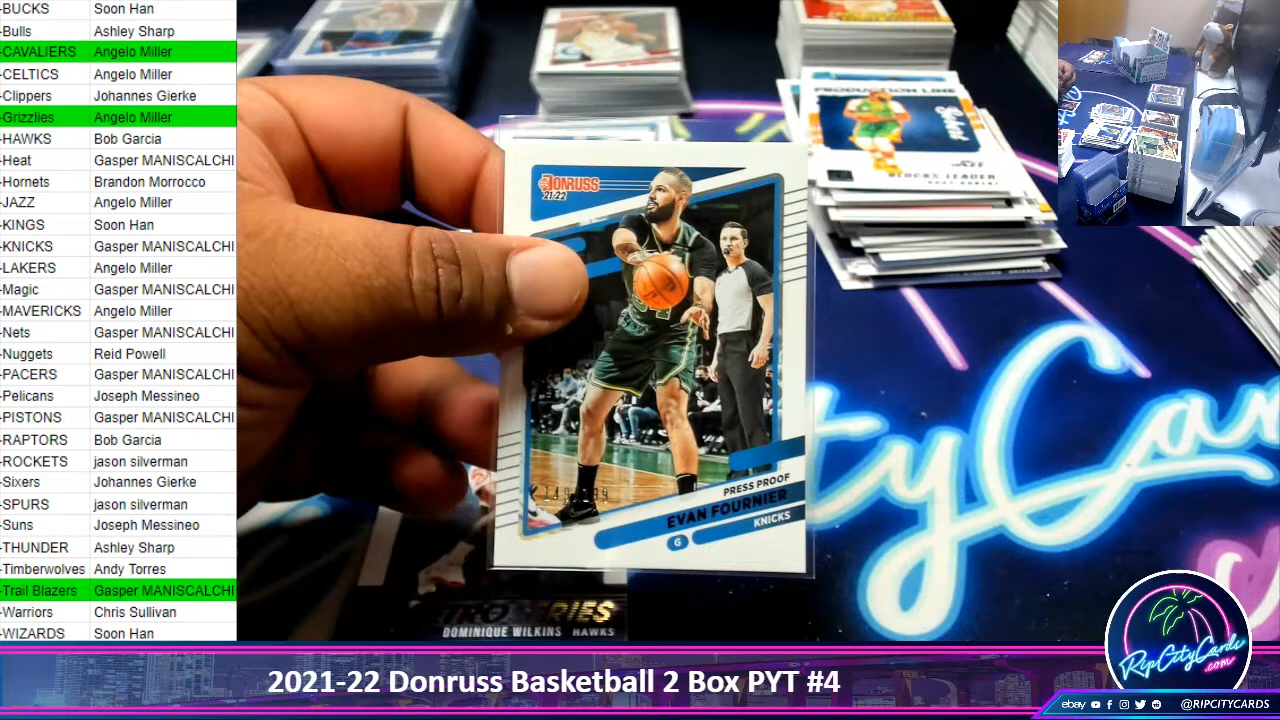 -BUCKS Soon Han
-Bulls Ashley Sharp
-CAVALIERS Angelo Miller
-CELTICS Angelo Miller
-Clippers Johannes Gierke
-Grizzlies Angelo Miller
-HAWKS Bob Garcia
-Heat Gasper MANISCALCHI
-Hornets Brandon Morrocco
-JAZZ Angelo Miller
-KINGS Soon Han
-KNICKS Gasper MANISCALCHI
-LAKERS Angelo Miller
-Magic Gasper MANISCALCHI
-MAVERICKS Angelo Miller
-Nets Gasper MANISCALCHI
-Nuggets Reid Powell
-PACERS Gasper MANISCALCHI
-Pelicans Joseph Messineo
-PISTONS Gasper MANISCALCHI
-RAPTORS Bob Garcia
-ROCKETS jason silverman
-Sixers Johannes Gierke
-SPURS jason silverman
-Suns Joseph Messineo
-THUNDER Ashley Sharp
-Timberwolves Andy Torres
-Trail Blazers Gasper MANISCALCHI
-Warriors Chris Sullivan
-WIZARDS Soon Han
PRODUCTION LINE
BLOCKS LEADER
DONRUSS
21-22
PRESS PROOF
EVAN FOURNIER
G KNICKS
DOMINIQUE WILKINS HAWKS
tyCar
RipCityCards
.com
2021-22 Donruss Basketball 2 Box PYT #4
ebay @RIPCITYCARDS